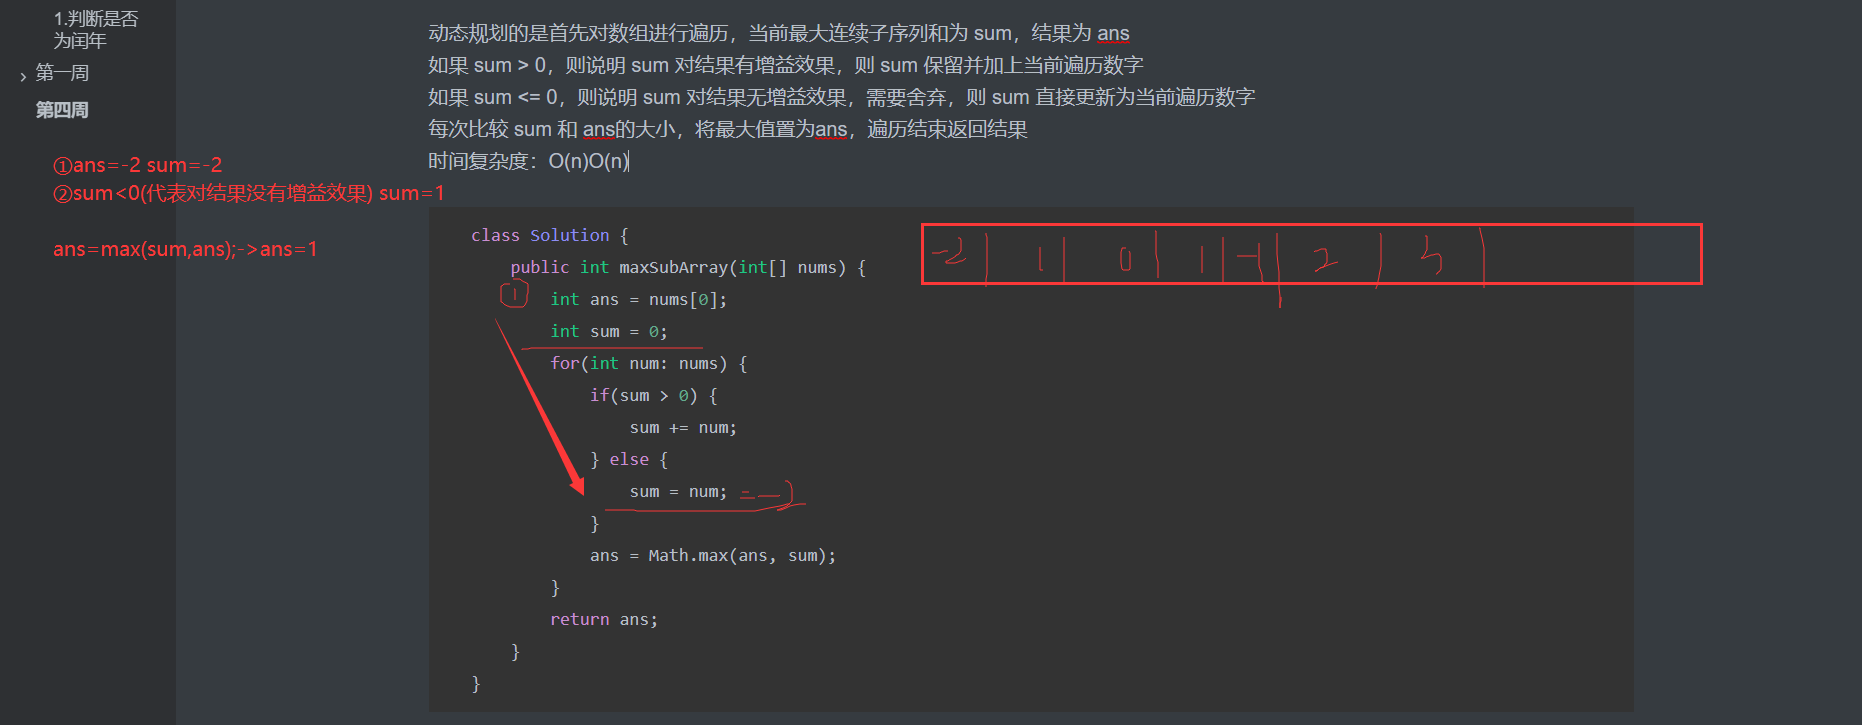 1.判断是否
为闰年
第一周
第四周
①ans=-2 sum=-2
②sum<0(代表对结果没有增益效果) sum=1
ans=max(sum,ans);->ans=1
动态规划的是首先对数组进行遍历，当前最大连续子序列和为 sum，结果为 ans
如果 sum > 0，则说明 sum 对结果有增益效果，则 sum 保留并加上当前遍历数字
如果 sum <= 0，则说明 sum 对结果无增益效果，需要舍弃，则 sum 直接更新为当前遍历数字
每次比较 sum 和 ans的大小，将最大值置为ans，遍历结束返回结果
时间复杂度：O(n)O(n)
class Solution {
public int maxSubArray(int[] nums) {
int ans = nums[0];
int sum = 0;
for(int num: nums) {
if(sum > 0) {
sum += num;
} else {
sum = num;
}
ans = Math.max(ans, sum);
}
return ans;
}
}
-2 1 0 1 -1 2 3
1